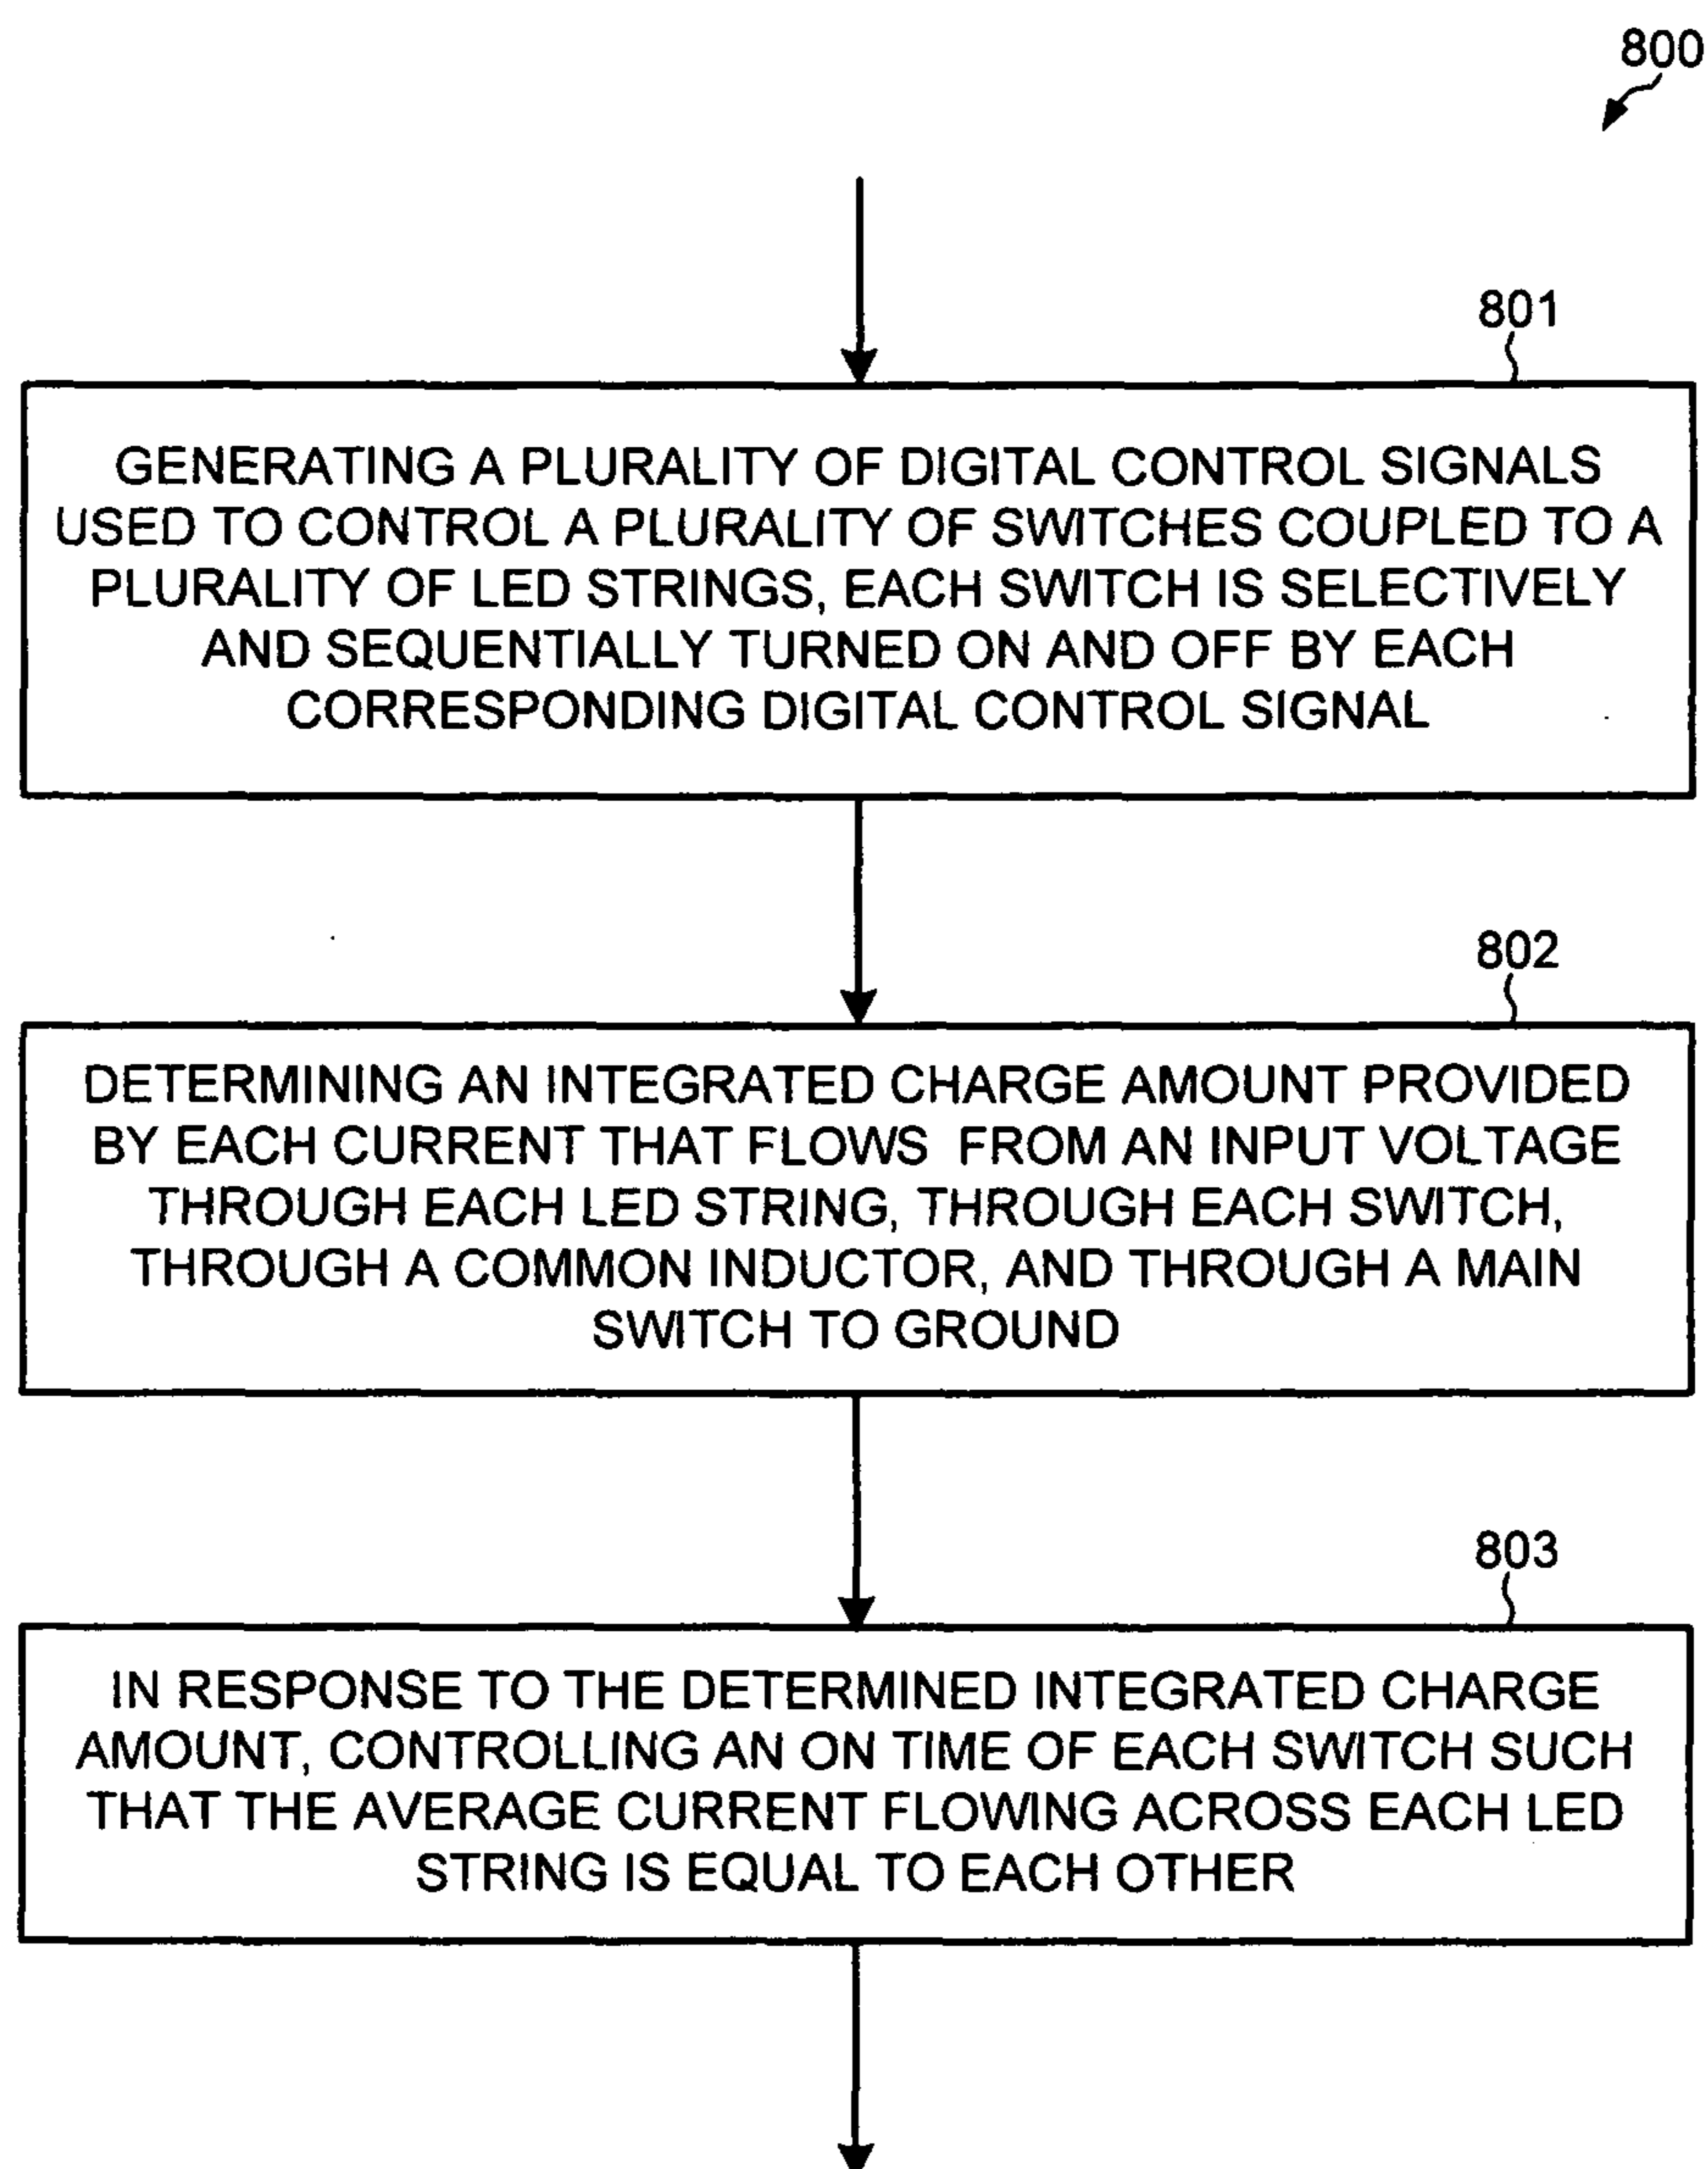 800
801
GENERATING A PLURALITY OF DIGITAL CONTROL SIGNALS
USED TO CONTROL A PLURALITY OF SWITCHES COUPLED TO A
PLURALITY OF LED STRINGS, EACH SWITCH IS SELECTIVELY
AND SEQUENTIALLY TURNED ON AND OFF BY EACH
CORRESPONDING DIGITAL CONTROL SIGNAL
802
DETERMINING AN INTEGRATED CHARGE AMOUNT PROVIDED
BY EACH CURRENT THAT FLOWS FROM AN INPUT VOLTAGE
THROUGH EACH LED STRING, THROUGH EACH SWITCH,
THROUGH A COMMON INDUCTOR, AND THROUGH A MAIN
SWITCH TO GROUND
803
IN RESPONSE TO THE DETERMINED INTEGRATED CHARGE
AMOUNT, CONTROLLING AN ON TIME OF EACH SWITCH SUCH
THAT THE AVERAGE CURRENT FLOWING ACROSS EACH LED
STRING IS EQUAL TO EACH OTHER